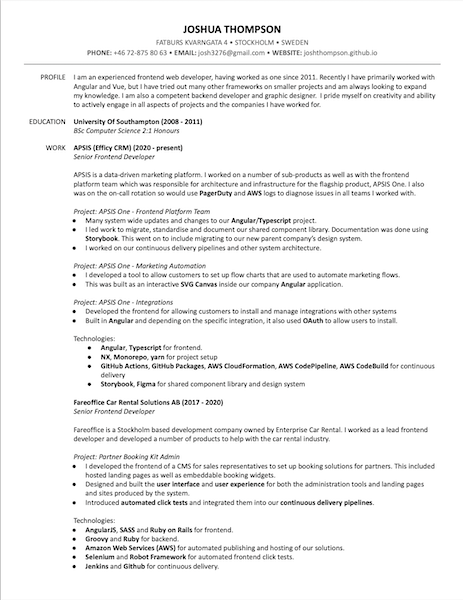 JOSHUA THOMPSON
FATBURS KVARNGATA 4 • STOCKHOLM • SWEDEN
PHONE: +46 72-875 80 63 • EMAIL: josh3276@gmail.com • WEBSITE: joshthompson.github.io
PROFILE I am an experienced frontend web developer, having worked as one since 2011. Recently I have primarily worked with
Angular and Vue, but I have tried out many other frameworks on smaller projects and am always looking to expand
my knowledge. I am also a competent backend developer and graphic designer. I pride myself on creativity and ability
to actively engage in all aspects of projects and the companies I have worked for.
EDUCATION University Of Southampton (2008 - 2011)
BSc Computer Science 2:1 Honours
WORK APSIS (Efficy CRM) (2020 - present)
Senior Frontend Developer
APSIS is a data-driven marketing platform. I worked on a number of sub-products as well as with the frontend
platform team which was responsible for architecture and infrastructure for the flagship product, APSIS One. I also
was on the on-call rotation so would use PagerDuty and AWS logs to diagnose issues in all teams I worked with.
Project: APSIS One - Frontend Platform Team
● Many system wide updates and changes to our Angular/Typescript project.
● I led work to migrate, standardise and document our shared component library. Documentation was done using
Storybook. This went on to include migrating to our new parent company's design system.
● I worked on our continuous delivery pipelines and other system architecture.
Project: APSIS One - Marketing Automation
● I developed a tool to allow customers to set up flow charts that are used to automate marketing flows.
● This was built as an interactive SVG Canvas inside our company Angular application.
Project: APSIS One - Integrations
● Developed the frontend for allowing customers to install and manage integrations with other systems
● Built in Angular and depending on the specific integration, it also used OAuth to allow users to install.
Technologies:
● Angular, Typescript for frontend.
● NX, Monorepo, yarn for project setup
● GitHub Actions, GitHub Packages, AWS CloudFormation, AWS CodePipeline, AWS CodeBuild for continuous
delivery
● Storybook, Figma for shared component library and design system
Fareoffice Car Rental Solutions AB (2017 - 2020)
Senior Frontend Developer
Fareoffice is a Stockholm based development company owned by Enterprise Car Rental. I worked as a lead frontend
developer and developed a number of products to help with the car rental industry.
Project: Partner Booking Kit Admin
● I developed the frontend of a CMS for sales representatives to set up booking solutions for partners. This included
hosted landing pages as well as embeddable booking widgets.
● Designed and built the user interface and user experience for both the administration tools and landing pages
and sites produced by the system.
● Introduced automated click tests and integrated them into our continuous delivery pipelines.
Technologies:
● AngularJS, SASS and Ruby on Rails for frontend.
● Groovy and Ruby for backend.
● Amazon Web Services (AWS) for automated publishing and hosting of our solutions.
● Selenium and Robot Framework for automated frontend click tests.
● Jenkins and Github for continuous delivery.